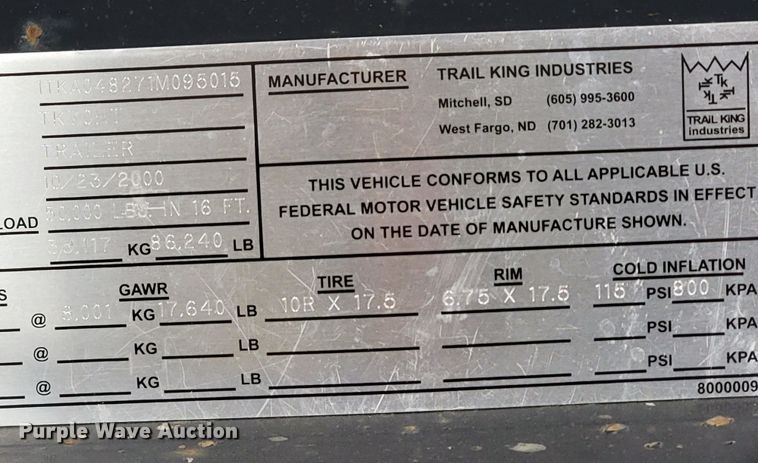 1TKA048271M095015
MANUFACTURER
TRAIL KING INDUSTRIES
Mitchell, SD (605) 995-3600
West Fargo, ND (701) 282-3013
TK TK TK
TRAIL KING
industries
TRAILER
10/23/2000
LOAD LBS IN 16 FT.
KG 86,240 LB
THIS VEHICLE CONFORMS TO ALL APPLICABLE U.S.
FEDERAL MOTOR VEHICLE SAFETY STANDARDS IN EFFECT
ON THE DATE OF MANUFACTURE SHOWN.
S GAWR TIRE RIM COLD INFLATION
@ 8,001 KG 17,640 LB 10R X 17.5 6.75 X 17.5 115 PSI 800 KPA
@ KG LB PSI KPA
@ KG LB PSI KPA
8000009
Purple Wave Auction